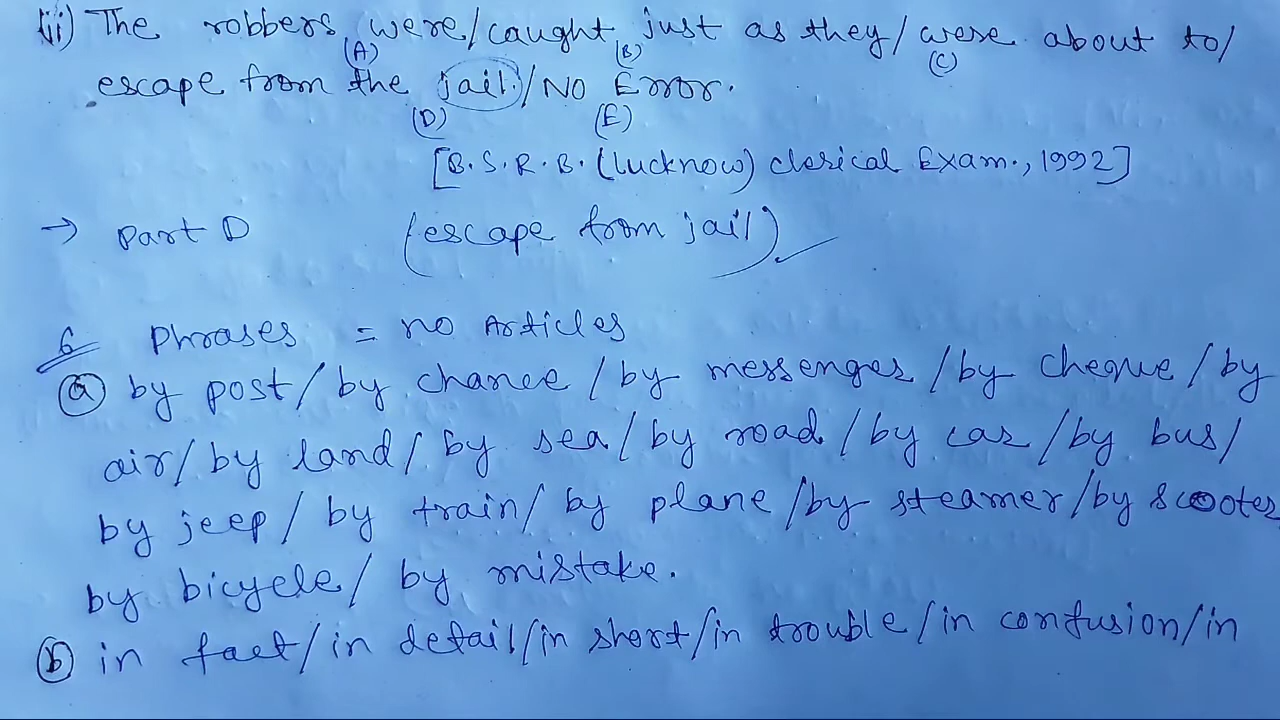 (ii) The robbers were/caught just as they/were about to/
(A) (B) (C)
escape from the jail./NO Error.
(D) (E)
[B.S.R.B. (Lucknow) clerical Exam., 1992]
→ Part D (escape from jail) ✓
6 Phrases = no Articles
(a) by post/by chance/by messenger/by cheque/by
air/by land/by sea/by road/by car/by bus/
by jeep/by train/by plane/by steamer/by scooter
by bicycle/by mistake.
(b) in fact/in detail/in short/in trouble/in confusion/in